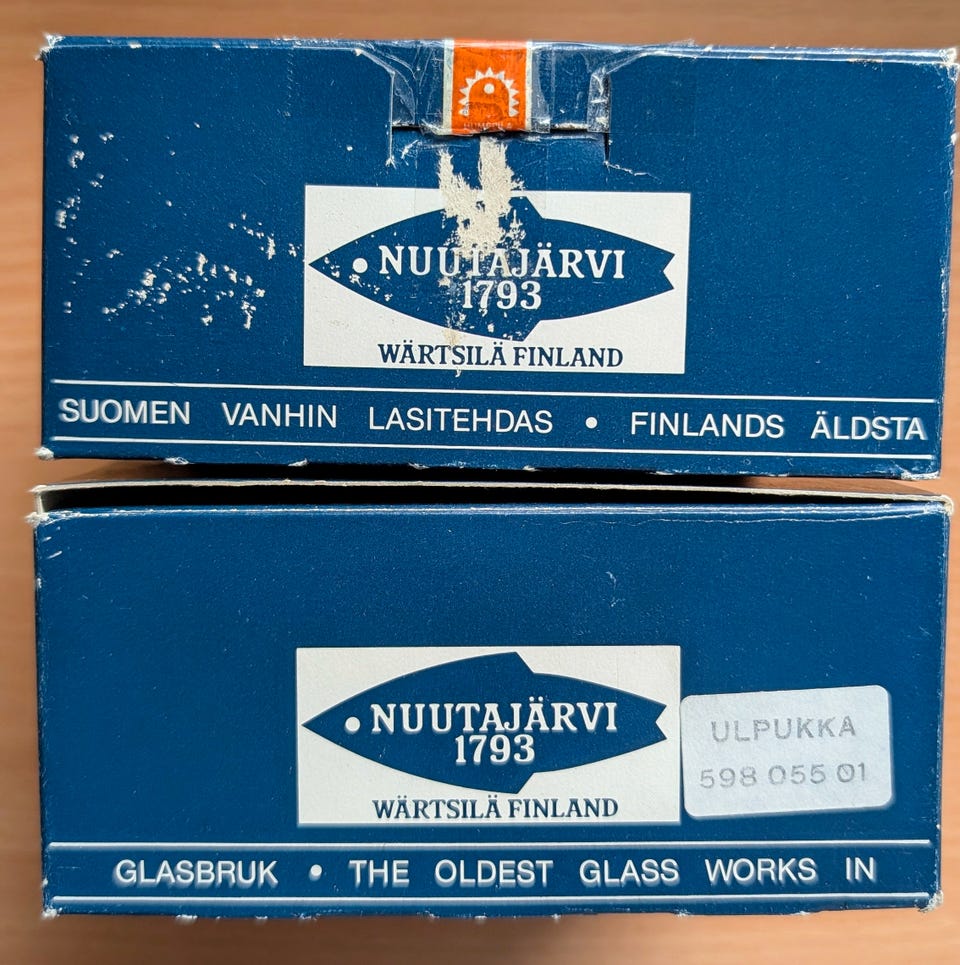 NUUTAJÄRVI
1793
WÄRTSILÄ FINLAND
SUOMEN VANHIN LASITEHDAS • FINLANDS ÄLDSTA
NUUTAJÄRVI
1793
WÄRTSILÄ FINLAND
ULPUKKA
598 055 01
GLASBRUK • THE OLDEST GLASS WORKS IN